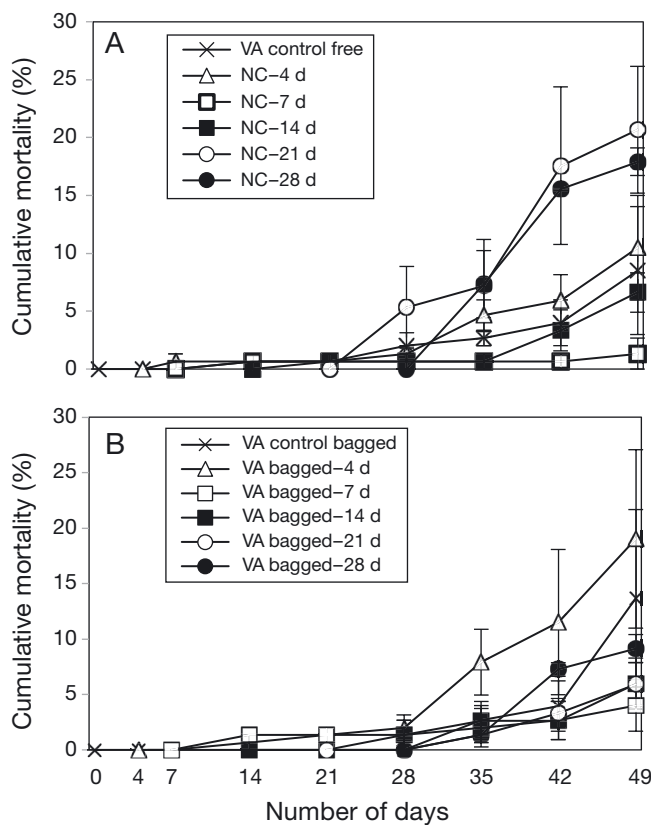 30
25
20
15
10
5
0
Cumulative mortality (%)
A
VA control free
NC–4 d
NC–7 d
NC–14 d
NC–21 d
NC–28 d
30
25
20
15
10
5
0
Cumulative mortality (%)
B
VA control bagged
VA bagged–4 d
VA bagged–7 d
VA bagged–14 d
VA bagged–21 d
VA bagged–28 d
0 4 7 14 21 28 35 42 49
Number of days